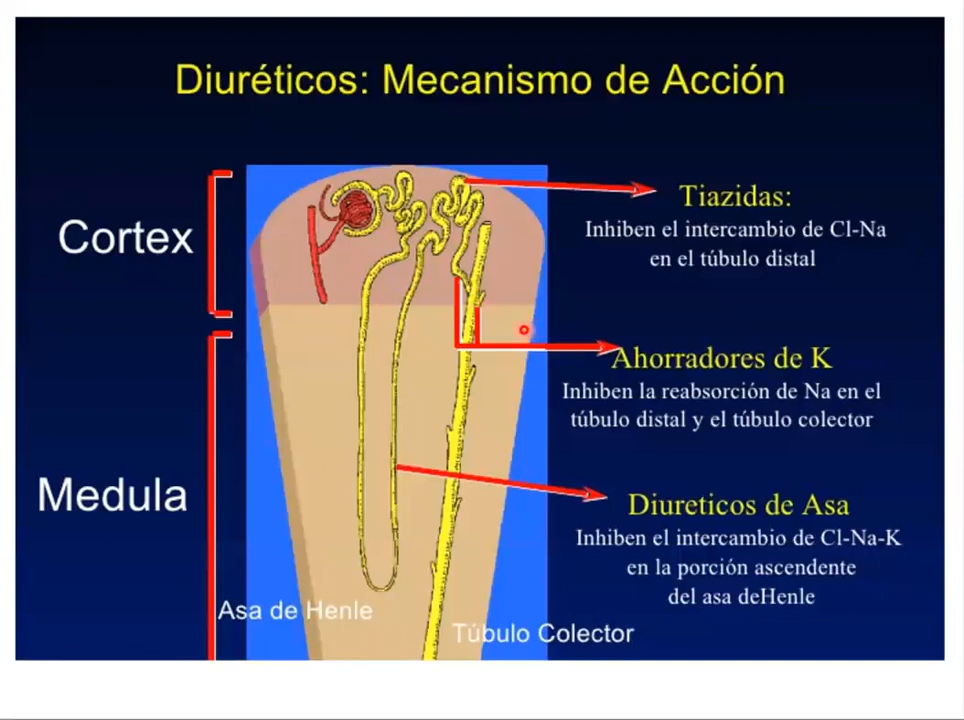 Diuréticos: Mecanismo de Acción
Cortex
Tiazidas:
Inhiben el intercambio de Cl-Na
en el túbulo distal
Ahorradores de K
Inhiben la reabsorción de Na en el
túbulo distal y el túbulo colector
Medula
Diureticos de Asa
Inhiben el intercambio de Cl-Na-K
en la porción ascendente
del asa deHenle
Asa de Henle
Túbulo Colector